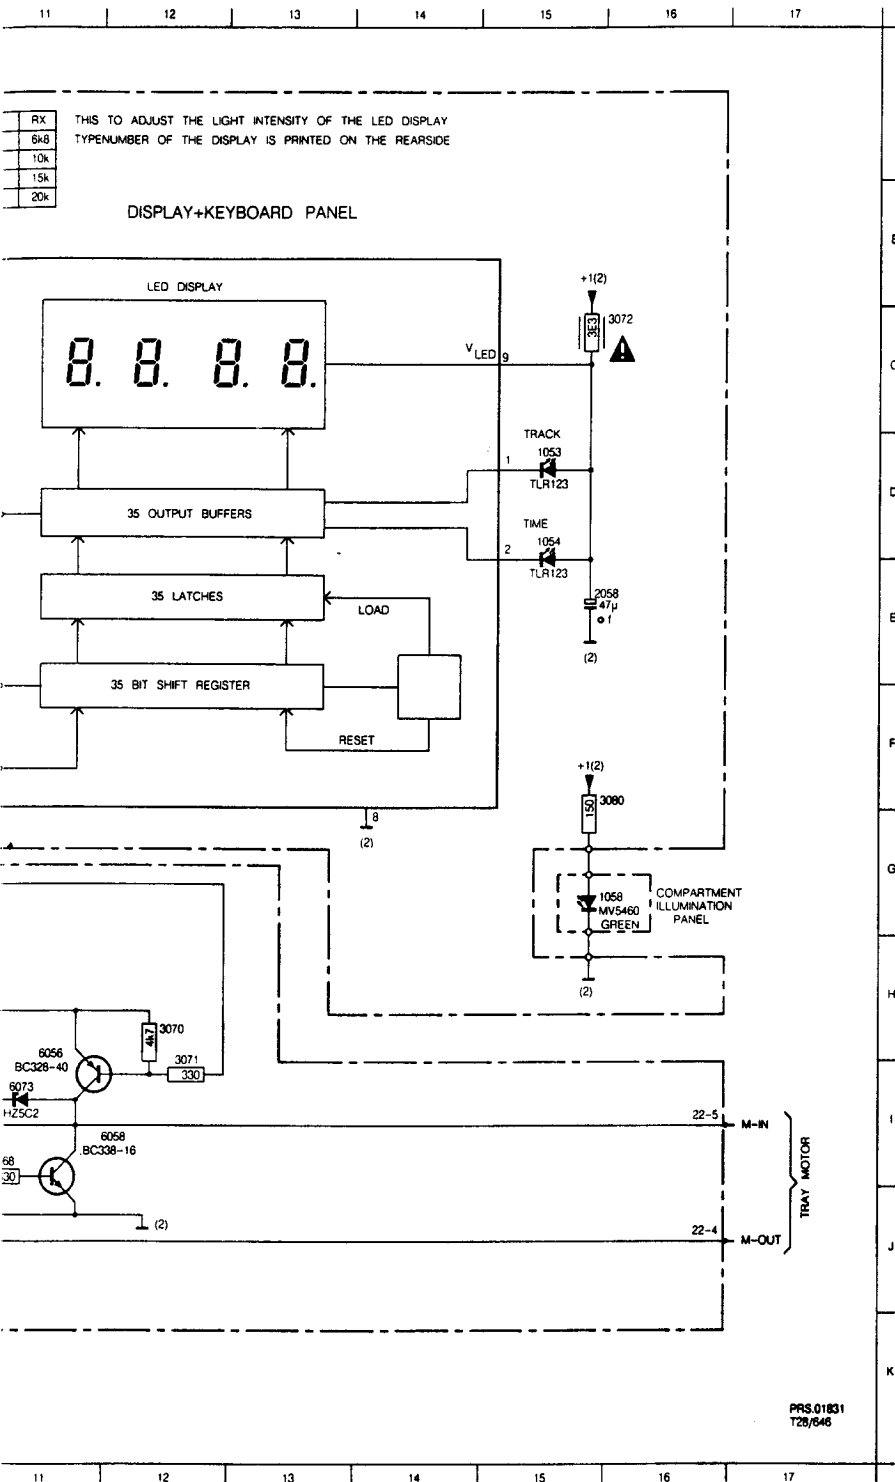 11 12 13 14 15 16 17
RX THIS TO ADJUST THE LIGHT INTENSITY OF THE LED DISPLAY
6k8 TYPENUMBER OF THE DISPLAY IS PRINTED ON THE REARSIDE
10k
15k
20k
DISPLAY+KEYBOARD PANEL
LED DISPLAY
+1(2)
3E3 3072
8. 8. 8. 8.
VLED 9
C
TRACK
1 1053
TLR123
D
35 OUTPUT BUFFERS
TIME
2 1054
TLR123
35 LATCHES
LOAD
2058
47µ
f
E
(2)
35 BIT SHIFT REGISTER
RESET
F
+1(2)
150 3080
8
(2)
G
1058
MV5460
GREEN
COMPARTMENT
ILLUMINATION
PANEL
(2)
H
4k7 3070
6056
BC328-40
3071
330
6073
HZ5C2
22-5 M-IN
I
6058
BC338-16
68
30
TRAY MOTOR
(2)
22-4 M-OUT
J
K
PRS.01831
T28/646
11 12 13 14 15 16 17